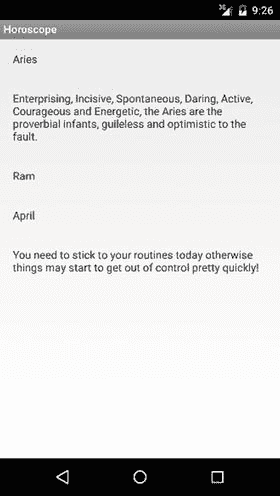 3G 9:26
Horoscope
Aries
Enterprising, Incisive, Spontaneous, Daring, Active,
Courageous and Energetic, the Aries are the
proverbial infants, guileless and optimistic to the
fault.
Ram
April
You need to stick to your routines today otherwise
things may start to get out of control pretty quickly!